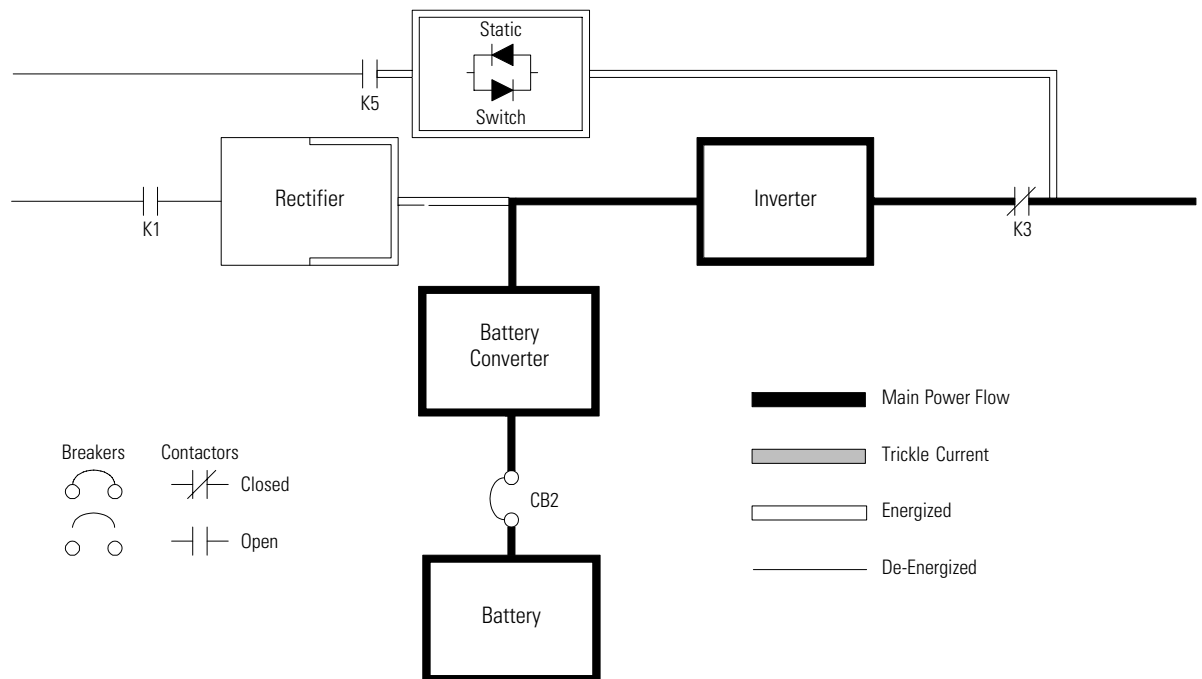 Static
Switch
K5
Rectifier
K1
Inverter
K3
Battery
Converter
CB2
Battery
Breakers
Contactors
Closed
Open
Main Power Flow
Trickle Current
Energized
De-Energized